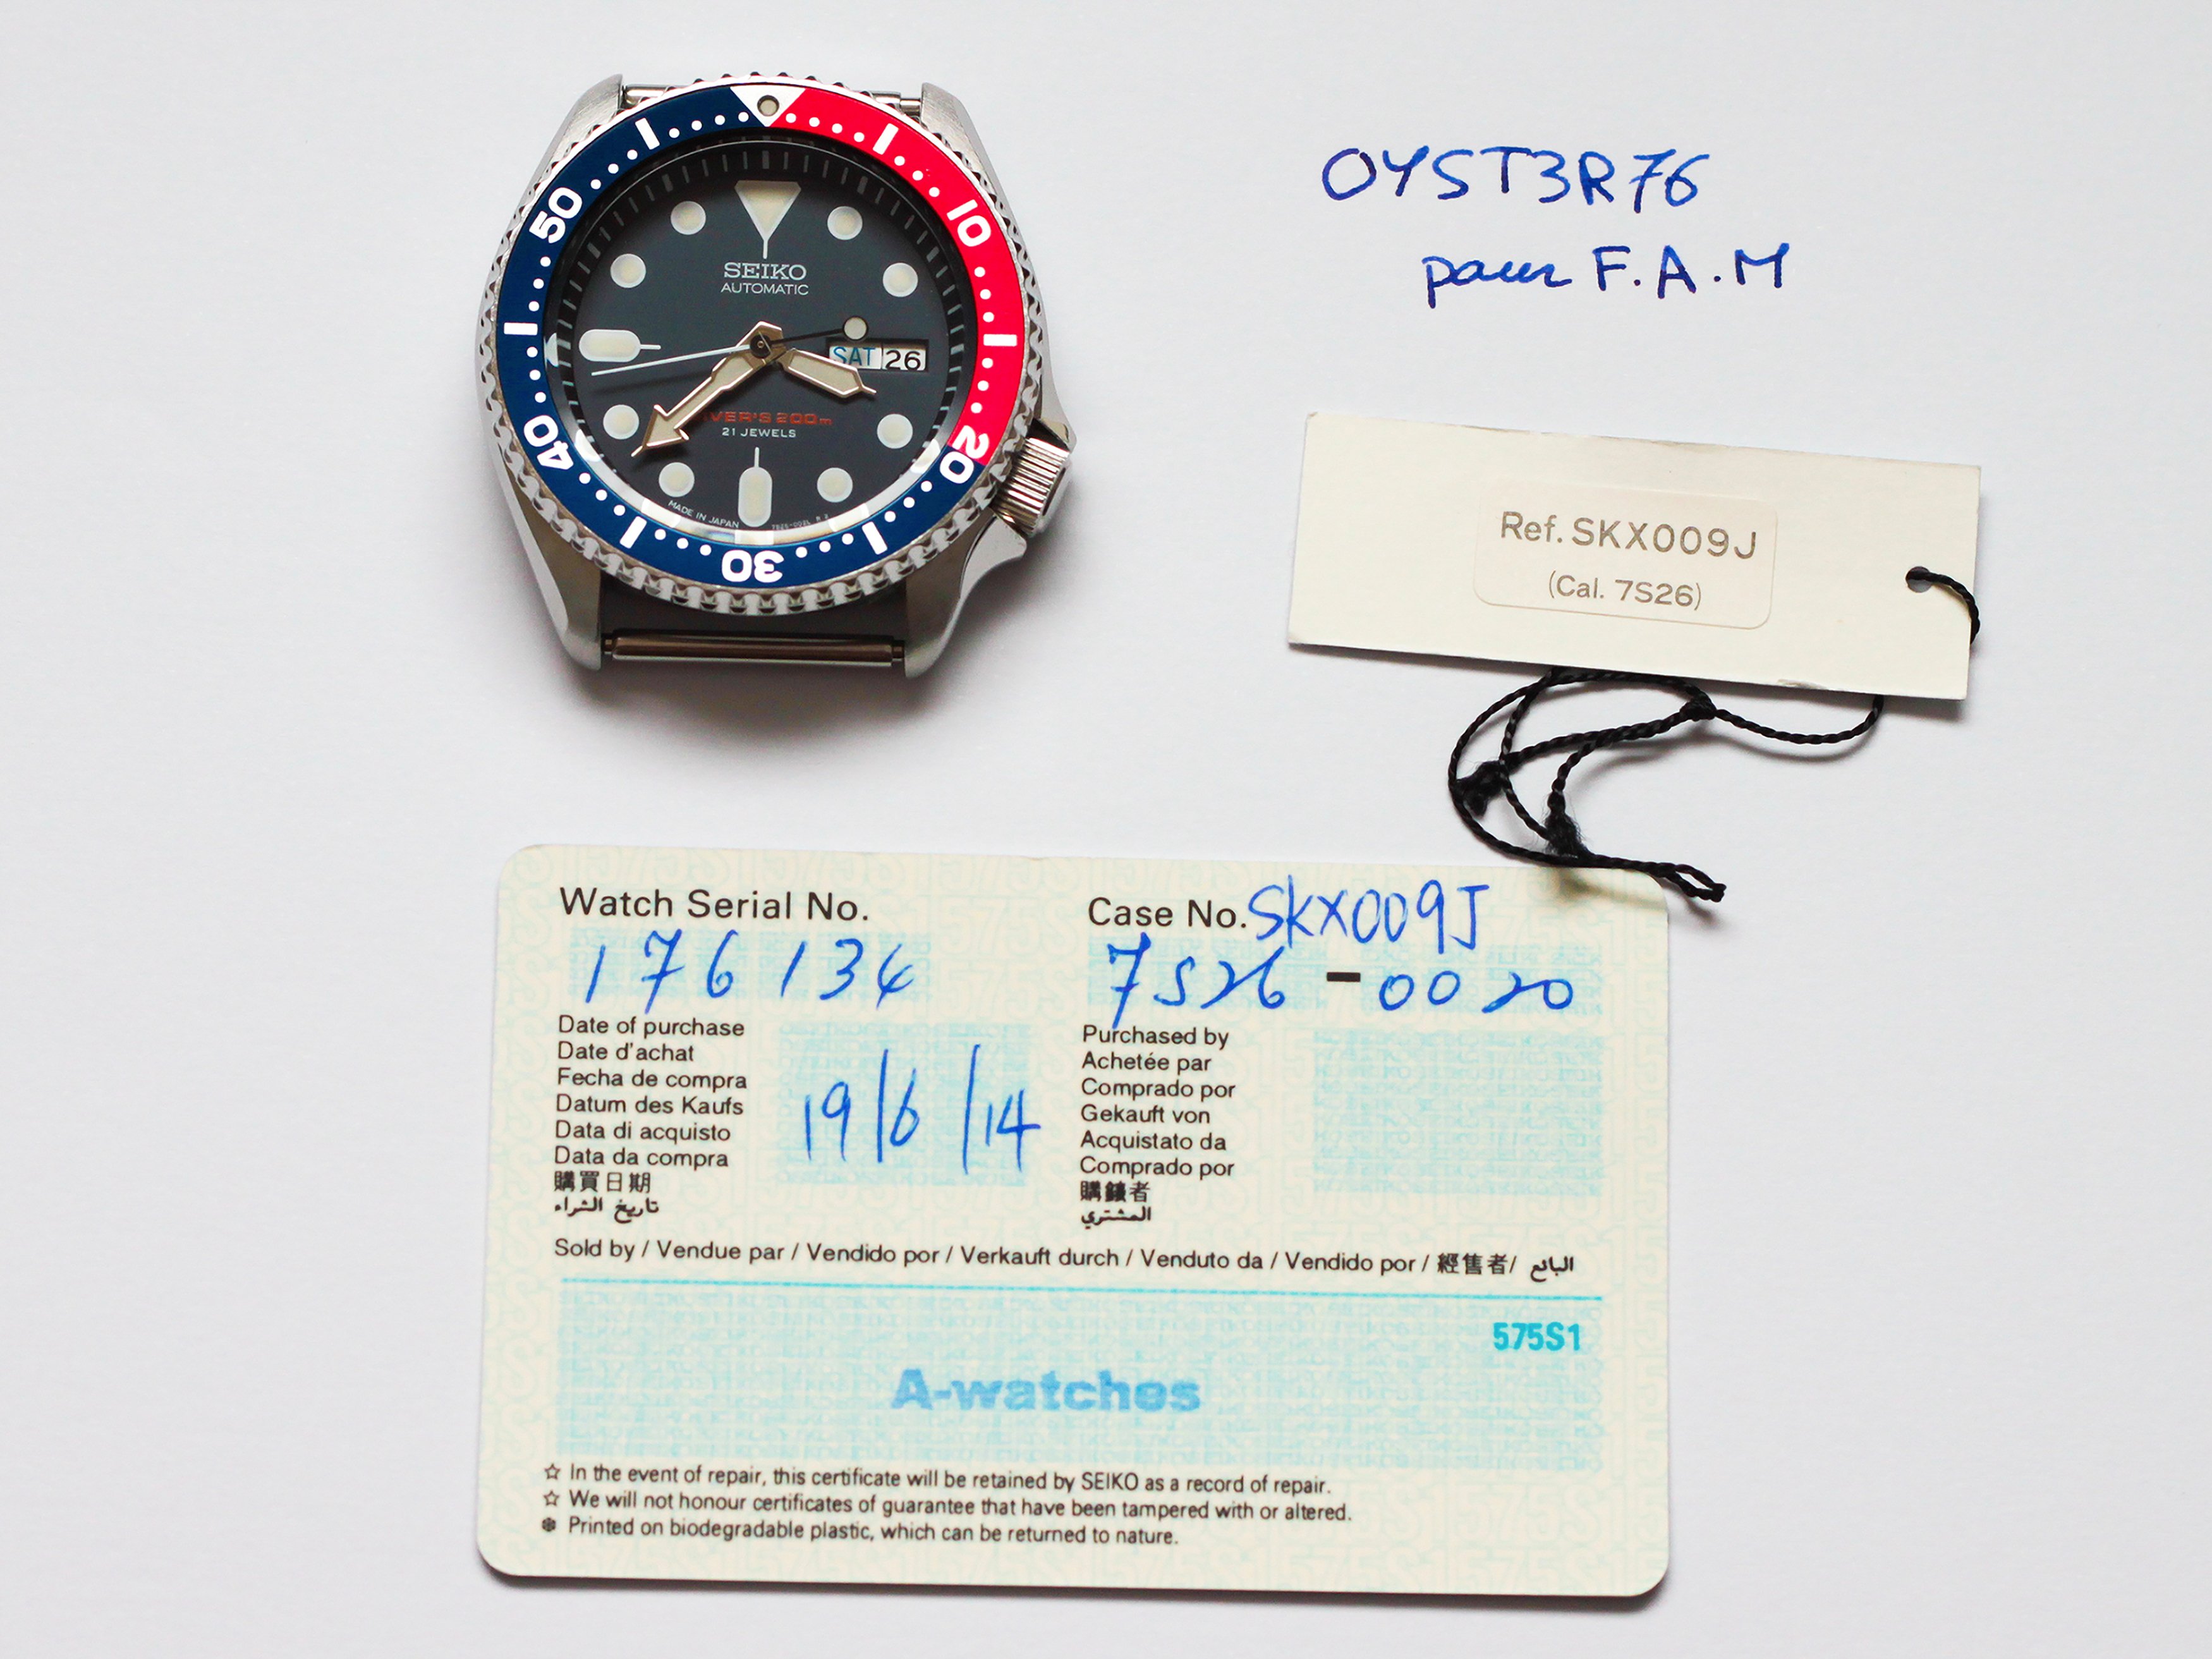 50
10
40
20
30
SEIKO
AUTOMATIC
SAT 26
21 JEWELS
MADE IN JAPAN
OYST3R76
pour F.A.M
Ref. SKX009J
(Cal. 7S26)
Watch Serial No.
176134
Case No. SKX009J
7S26 - 0020
Date of purchase
Date d'achat
Fecha de compra
Datum des Kaufs
Data di acquisto
Data da compra
購買日期
تاريخ الشراء
19/6/14
Purchased by
Achetée par
Comprado por
Gekauft von
Acquistato da
Comprado por
المشتري
Sold by / Vendue par / Vendido por / Verkauft durch / Venduto da / Vendido por / 經售者/ البائع
575S1
A-watches
☆ In the event of repair, this certificate will be retained by SEIKO as a record of repair.
☆ We will not honour certificates of guarantee that have been tampered with or altered.
Printed on biodegradable plastic, which can be returned to nature.